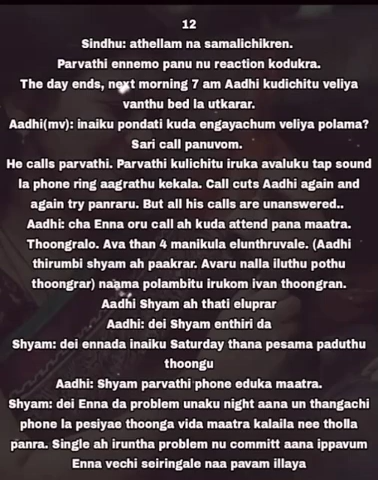 12
Sindhu: athellam na samalichikren.
Parvathi ennemo panu nu reaction kodukra.
The day ends, next morning 7 am Aadhi kudichitu veliya
vanthu bed la utkarar.
Aadhi(mv): inaiku pondati kuda engayachum veliya polama?
Sari call panuvom.
He calls parvathi. Parvathi kulichitu iruka avaluku tap sound
la phone ring aagrathu kekala. Call cuts Aadhi again and
again try panraru. But all his calls are unanswered..
Aadhi: cha Enna oru call ah kuda attend pana maatra.
Thoongralo. Ava than 4 manikula elunthruvale. (Aadhi
thirumbi shyam ah paakrar. Avaru nalla iluthu pothu
thoongrar) naama polambitu irukom ivan thoongran.
Aadhi Shyam ah thati eluprar
Aadhi: dei Shyam enthiri da
Shyam: dei ennada inaiku Saturday thana pesama paduthu
thoongu
Aadhi: Shyam parvathi phone eduka maatra.
Shyam: dei Enna da problem unaku night aana un thangachi
phone la pesiyae thoonga vida maatra kalaila nee tholla
panra. Single ah iruntha problem nu committ aana ippavum
Enna vechi seiringale naa pavam illaya